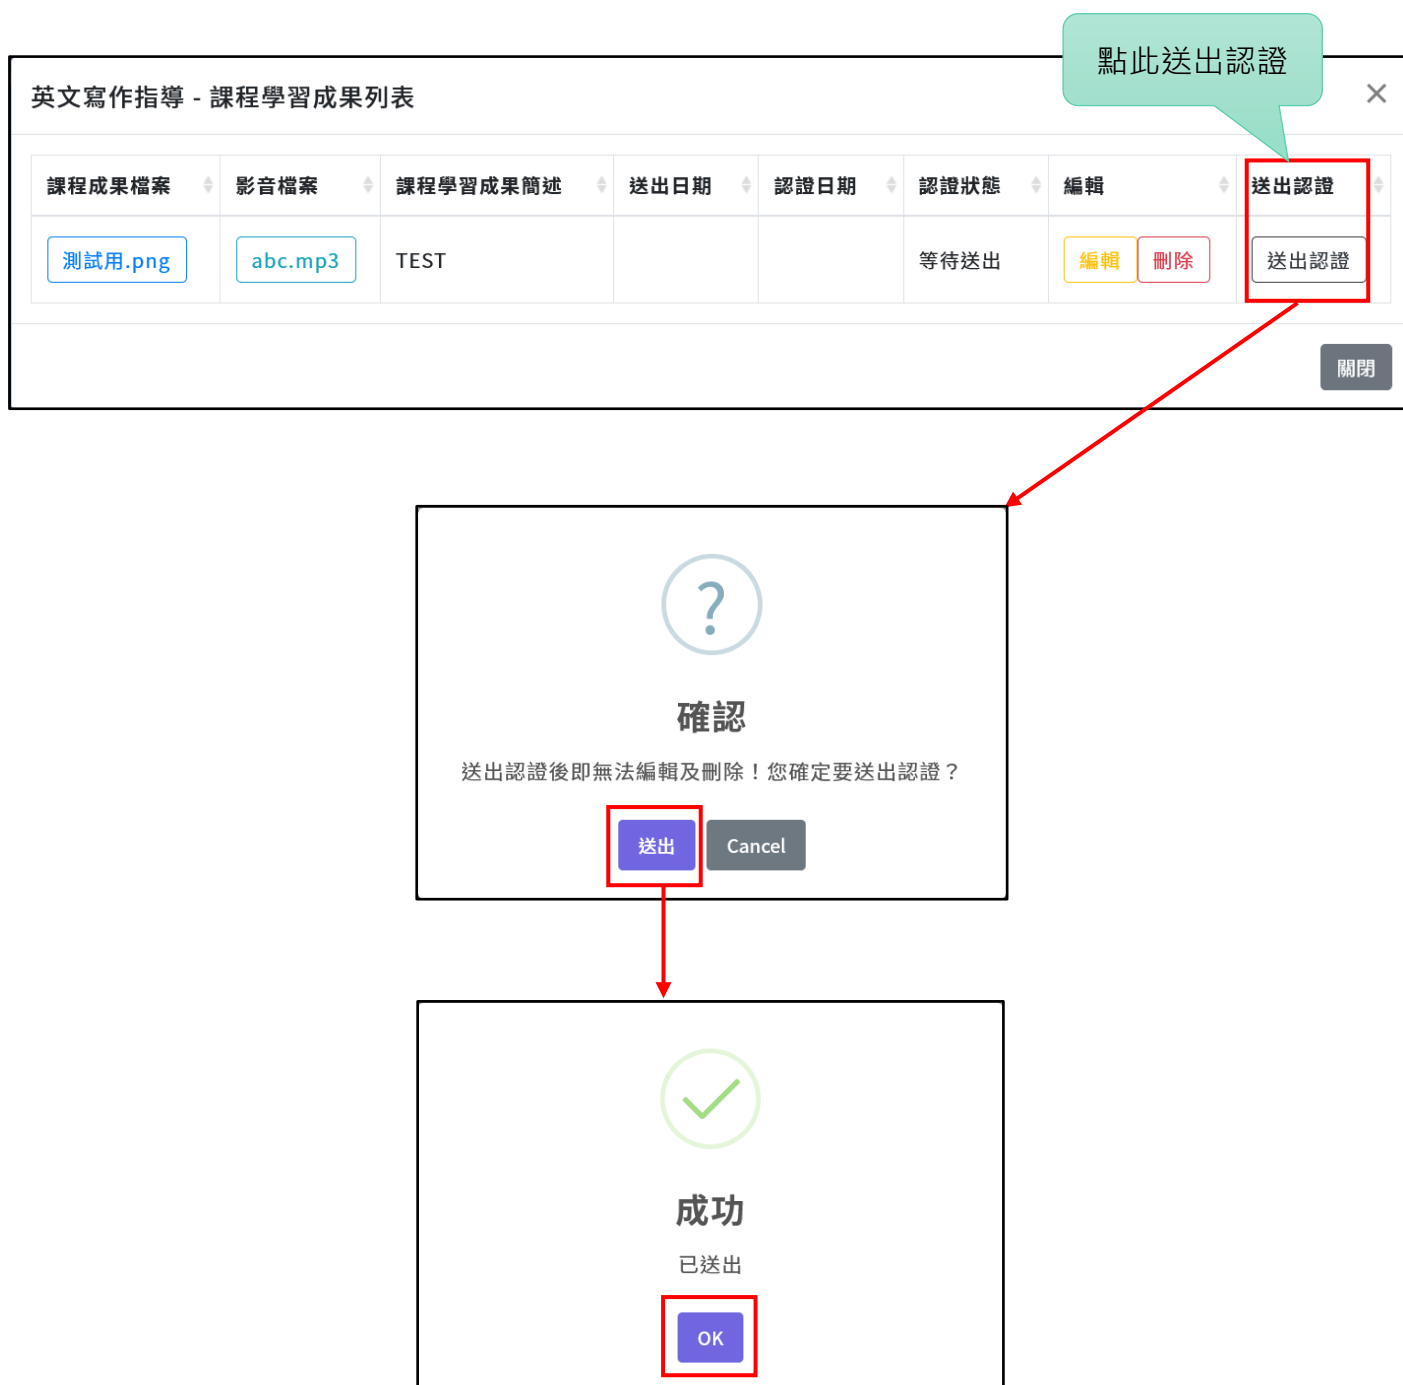 點此送出認證
英文寫作指導 - 課程學習成果列表
課程成果檔案 影音檔案 課程學習成果簡述 送出日期 認證日期 認證狀態 編輯 送出認證
測試用.png abc.mp3 TEST 等待送出 編輯 刪除 送出認證
關閉
?
確認
送出認證後即無法編輯及刪除！您確定要送出認證？
送出 Cancel
成功
已送出
OK